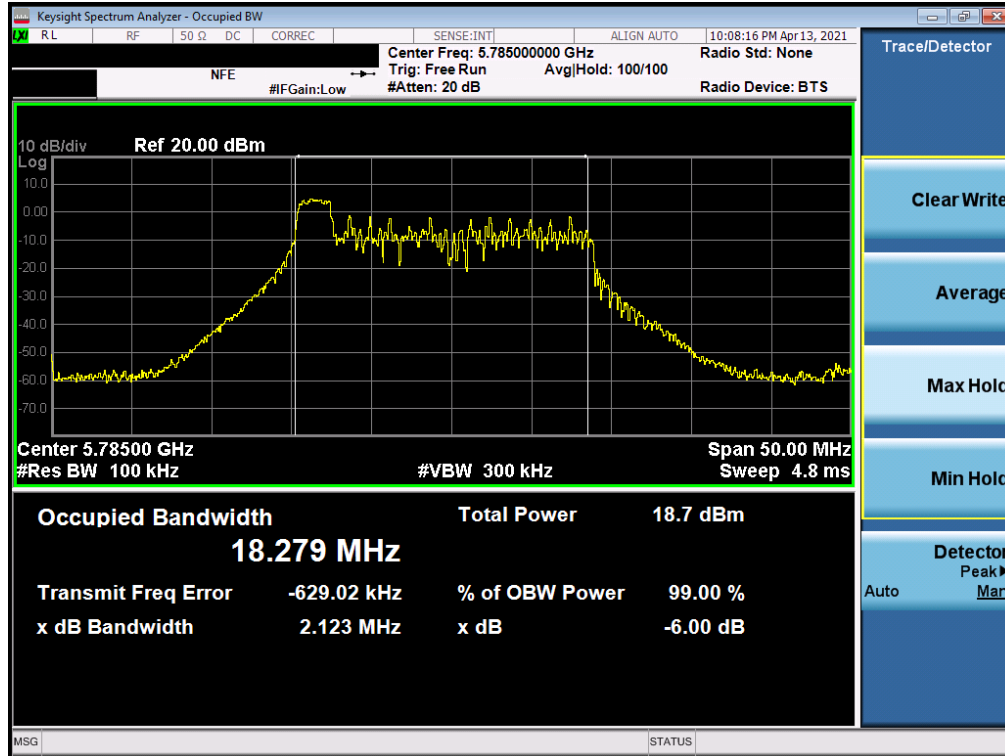 Keysight Spectrum Analyzer - Occupied BW
LXI RL RF 50 Ω DC CORREC SENSE:INT ALIGN AUTO 10:08:16 PM Apr 13, 2021
Center Freq: 5.785000000 GHz Radio Std: None
NFE Trig: Free Run Avg|Hold: 100/100
#IFGain:Low #Atten: 20 dB Radio Device: BTS
Trace/Detector
10 dB/div Ref 20.00 dBm
Log
10.0
0.00
-10.0
-20.0
-30.0
-40.0
-50.0
-60.0
-70.0
Center 5.78500 GHz Span 50.00 MHz
#Res BW 100 kHz #VBW 300 kHz Sweep 4.8 ms
Occupied Bandwidth Total Power 18.7 dBm
18.279 MHz
Transmit Freq Error -629.02 kHz % of OBW Power 99.00 %
x dB Bandwidth 2.123 MHz x dB -6.00 dB
Clear Write
Average
Max Hold
Min Hold
Detector
Peak▶
Auto Man
MSG STATUS